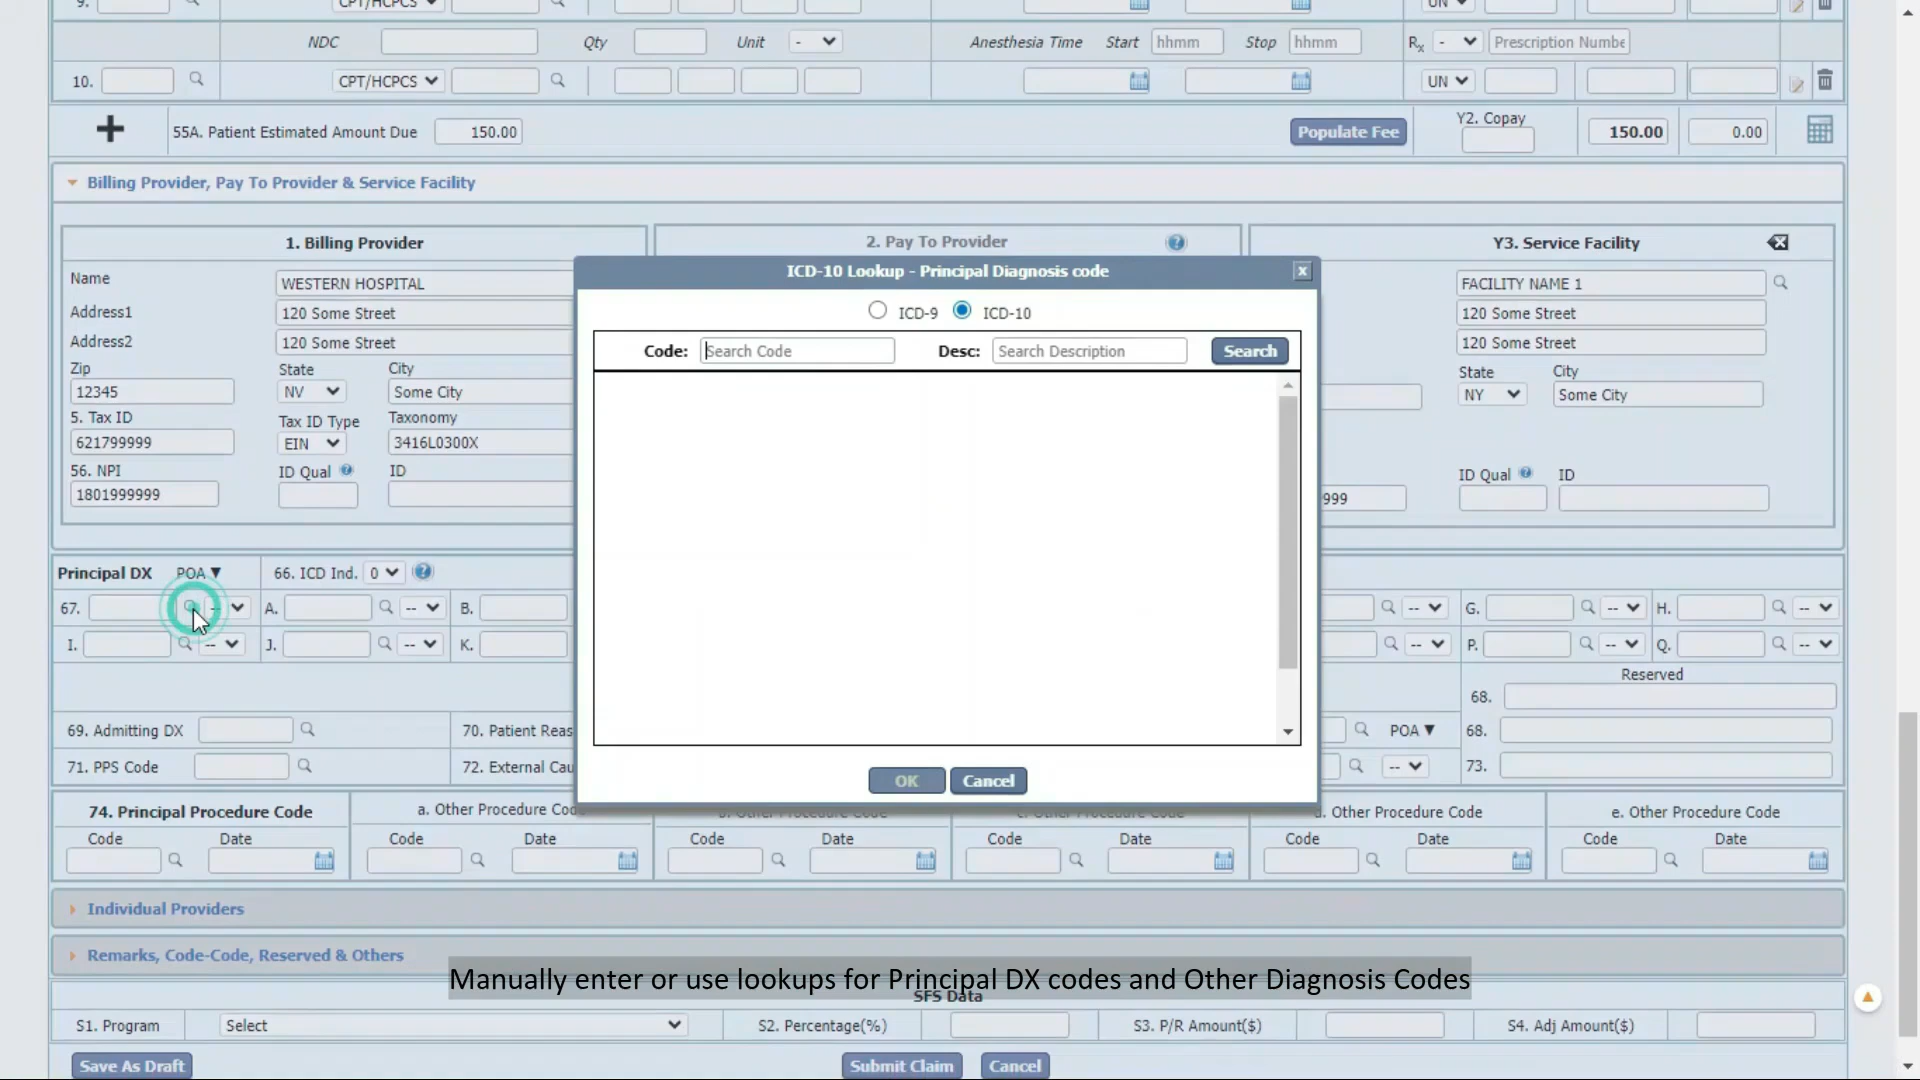 9. CPT/HCPCS UN
NDC Qty Unit - Anesthesia Time Start hhmm Stop hhmm Rx - Prescription Numbe
10. CPT/HCPCS UN
55A. Patient Estimated Amount Due 150.00 Populate Fee Y2. Copay 150.00 0.00
Billing Provider, Pay To Provider & Service Facility
1. Billing Provider 2. Pay To Provider Y3. Service Facility
ICD-10 Lookup - Principal Diagnosis code
Name WESTERN HOSPITAL FACILITY NAME 1
Address1 120 Some Street 120 Some Street
Address2 120 Some Street 120 Some Street
ICD-9 ICD-10
Code: Search Code Desc: Search Description Search
Zip State City State City
12345 NV Some City NY Some City
5. Tax ID Tax ID Type Taxonomy
621799999 EIN 3416L0300X
56. NPI ID Qual ID ID Qual ID
1801999999 999
Principal DX POA▼ 66. ICD Ind. 0
67. -- A. -- B. -- G. -- H. --
I. -- J. -- K. -- P. -- Q. --
Reserved
68.
69. Admitting DX 70. Patient Reas POA▼ 68.
71. PPS Code 72. External Cau -- 73.
OK Cancel
74. Principal Procedure Code a. Other Procedure Code b. Other Procedure Code c. Other Procedure Code d. Other Procedure Code e. Other Procedure Code
Code Date Code Date Code Date Code Date Code Date Code Date
Individual Providers
Remarks, Code-Code, Reserved & Others
Manually enter or use lookups for Principal DX codes and Other Diagnosis Codes
SFS Data
S1. Program Select S2. Percentage(%) S3. P/R Amount($) S4. Adj Amount($)
Save As Draft Submit Claim Cancel